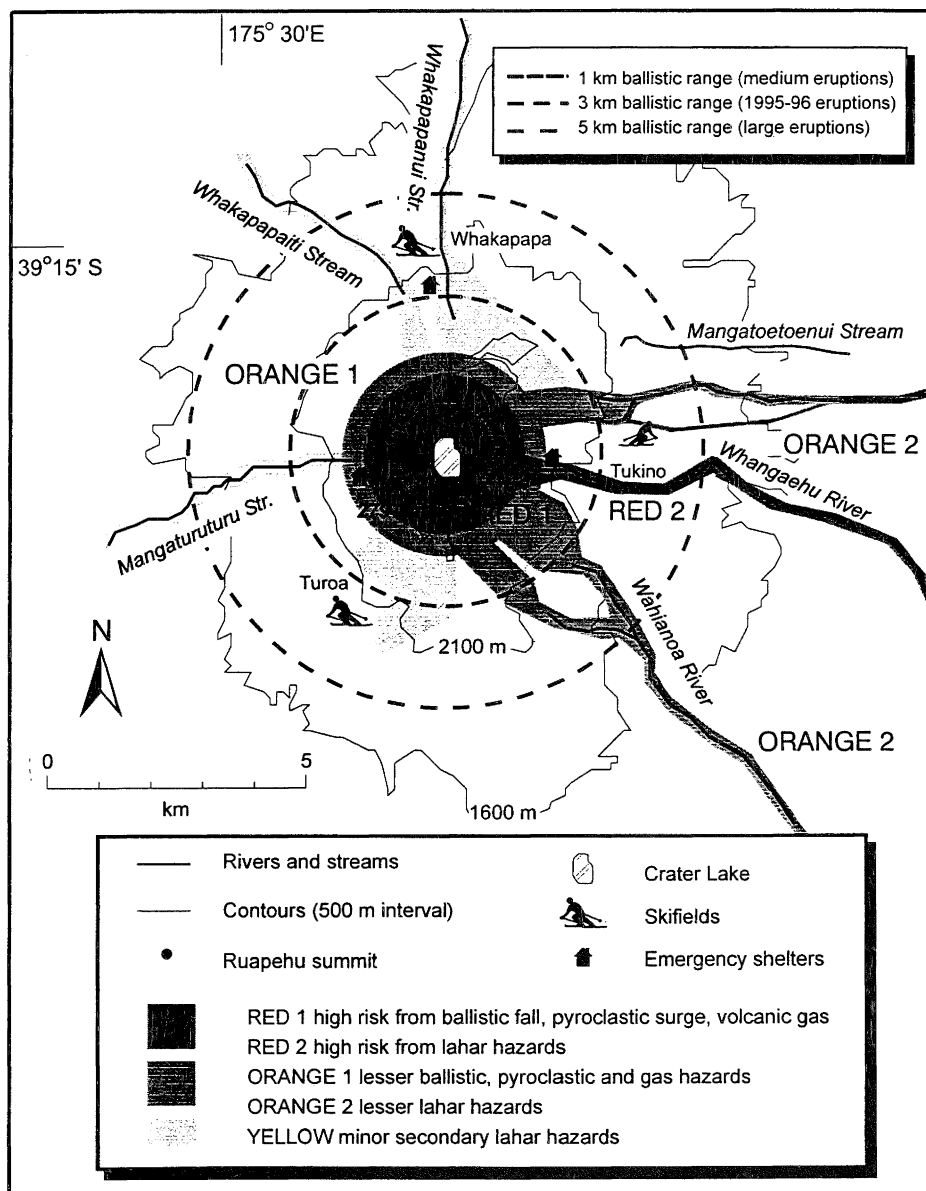 175° 30'E
1 km ballistic range (medium eruptions)
3 km ballistic range (1995-96 eruptions)
5 km ballistic range (large eruptions)
Whakapapanui Str.
Whakapapaiti Stream
Whakapapa
39°15' S
Mangatoetoenui Stream
ORANGE 1
ORANGE 2
Whangaehu River
Tukino
RED 1
RED 2
Mangaturuturu Str.
Turoa
Wahianoa River
N
2100 m
ORANGE 2
0 5
km
1600 m
Rivers and streams
Contours (500 m interval)
Ruapehu summit
Crater Lake
Skifields
Emergency shelters
RED 1 high risk from ballistic fall, pyroclastic surge, volcanic gas
RED 2 high risk from lahar hazards
ORANGE 1 lesser ballistic, pyroclastic and gas hazards
ORANGE 2 lesser lahar hazards
YELLOW minor secondary lahar hazards